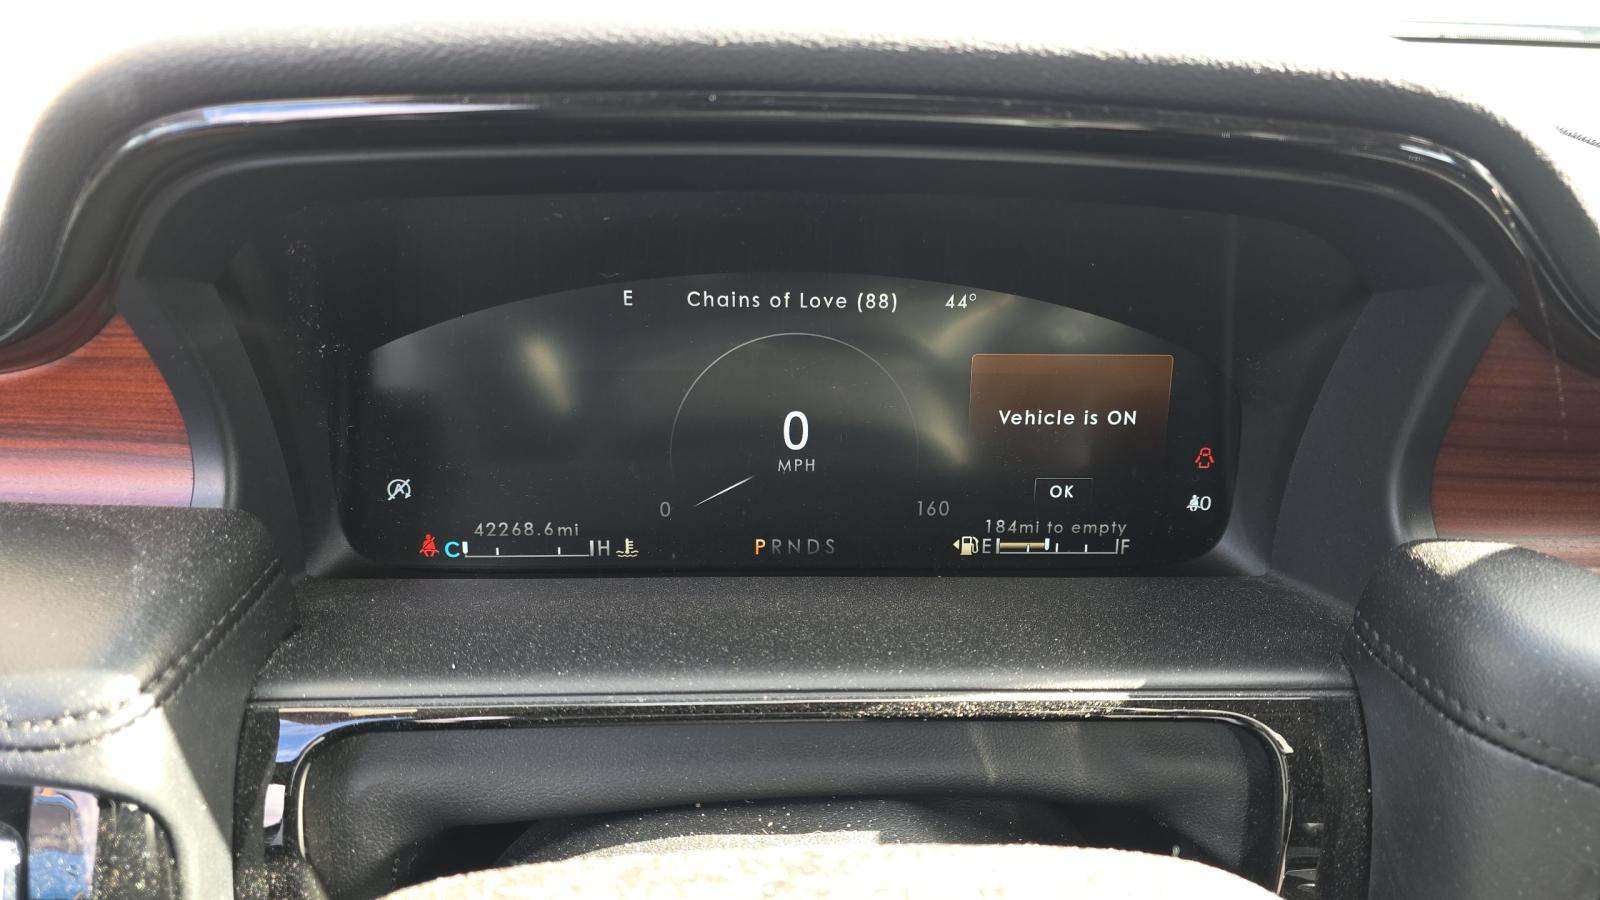 E Chains of Love (88) 44°
Vehicle is ON
0
MPH
OK
0 160
42268.6mi 184mi to empty
C H PRNDS E F